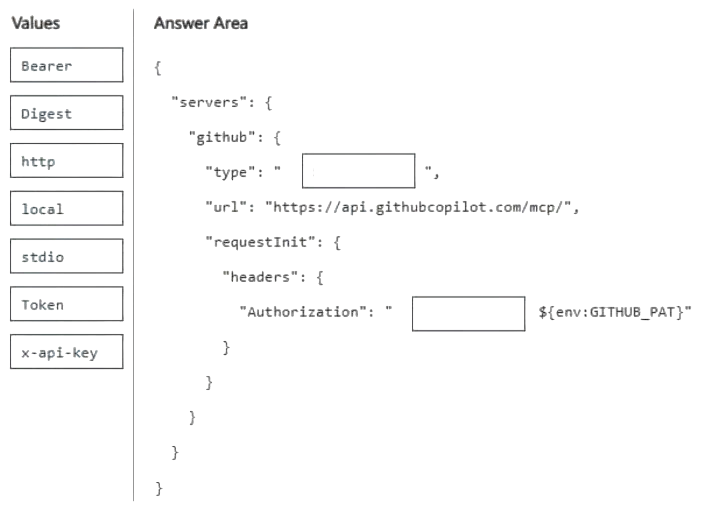 Values
Bearer
Digest
http
local
stdio
Token
x-api-key
Answer Area
{
"servers": {
"github": {
"type": " ",
"url": "https://api.githubcopilot.com/mcp/",
"requestInit": {
"headers": {
"Authorization": " ${env:GITHUB_PAT}"
}
}
}
}
}